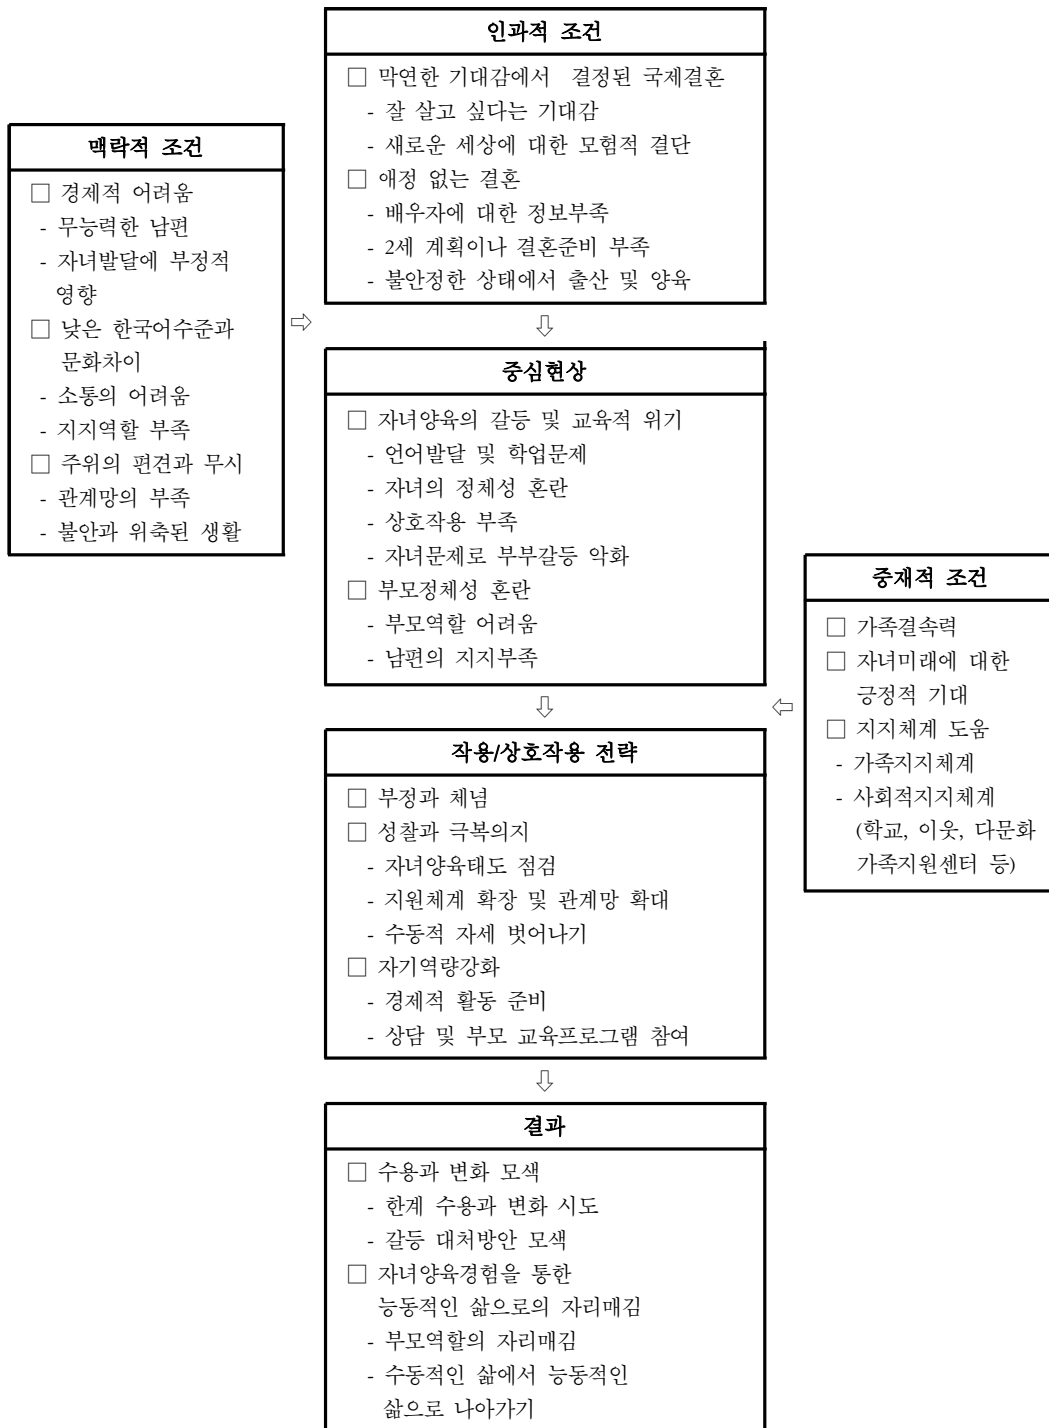 인과적 조건
□ 막연한 기대감에서 결정된 국제결혼
- 잘 살고 싶다는 기대감
- 새로운 세상에 대한 모험적 결단
□ 애정 없는 결혼
- 배우자에 대한 정보부족
- 2세 계획이나 결혼준비 부족
- 불안정한 상태에서 출산 및 양육
맥락적 조건
□ 경제적 어려움
- 무능력한 남편
- 자녀발달에 부정적
영향
□ 낮은 한국어수준과
문화차이
- 소통의 어려움
- 지지역할 부족
□ 주위의 편견과 무시
- 관계망의 부족
- 불안과 위축된 생활
⇨
⇩
중심현상
□ 자녀양육의 갈등 및 교육적 위기
- 언어발달 및 학업문제
- 자녀의 정체성 혼란
- 상호작용 부족
- 자녀문제로 부부갈등 악화
□ 부모정체성 혼란
- 부모역할 어려움
- 남편의 지지부족
중재적 조건
□ 가족결속력
□ 자녀미래에 대한
긍정적 기대
□ 지지체계 도움
- 가족지지체계
- 사회적지지체계
(학교, 이웃, 다문화
가족지원센터 등)
⇩
⇦
작용/상호작용 전략
□ 부정과 체념
□ 성찰과 극복의지
- 자녀양육태도 점검
- 지원체계 확장 및 관계망 확대
- 수동적 자세 벗어나기
□ 자기역량강화
- 경제적 활동 준비
- 상담 및 부모 교육프로그램 참여
⇩
결과
□ 수용과 변화 모색
- 한계 수용과 변화 시도
- 갈등 대처방안 모색
□ 자녀양육경험을 통한
능동적인 삶으로의 자리매김
- 부모역할의 자리매김
- 수동적인 삶에서 능동적인
삶으로 나아가기